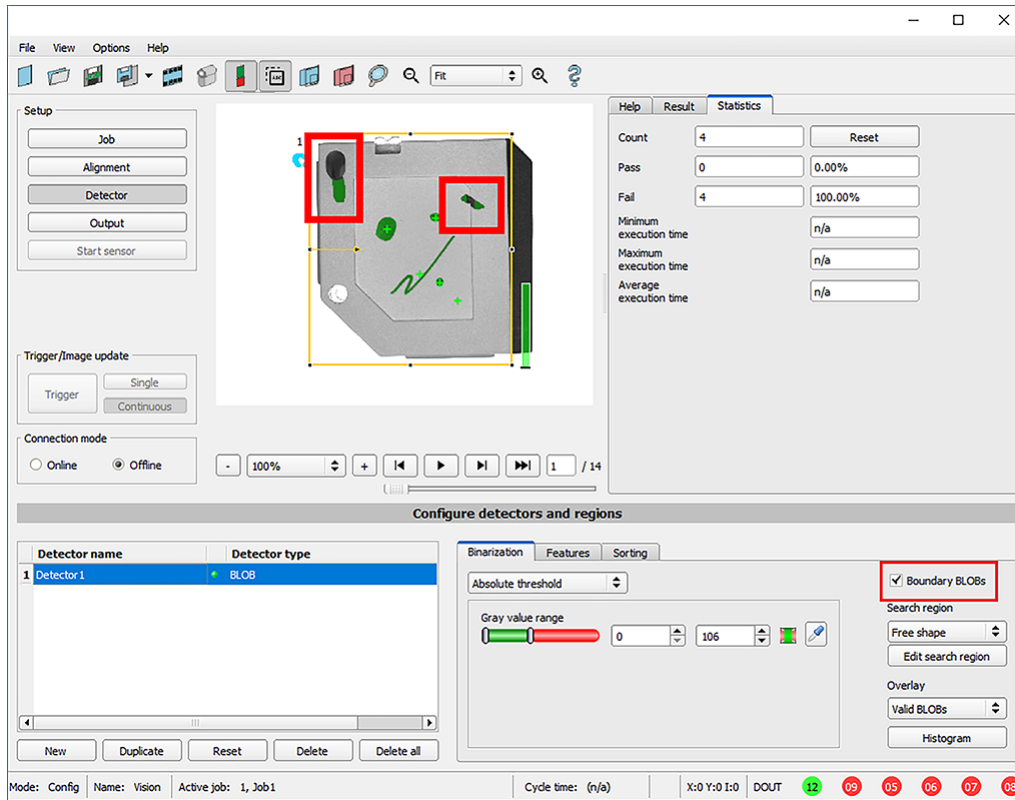 File View Options Help
Fit
Setup
Job
Alignment
Detector
Output
Start sensor
Trigger/Image update
Trigger
Single
Continuous
Connection mode
Online Offline
1
- 100% + 1 / 14
Help Result Statistics
Count 4 Reset
Pass 0 0.00%
Fail 4 100.00%
Minimum
execution time n/a
Maximum
execution time n/a
Average
execution time n/a
Configure detectors and regions
Detector name Detector type
1 Detector1 BLOB
New Duplicate Reset Delete Delete all
Binarization Features Sorting
Absolute threshold
Gray value range
0 106
Boundary BLOBs
Search region
Free shape
Edit search region
Overlay
Valid BLOBs
Histogram
Mode: Config Name: Vision Active job: 1, Job1 Cycle time: (n/a) X:0 Y:0 I:0 DOUT 12 09 05 06 07 08